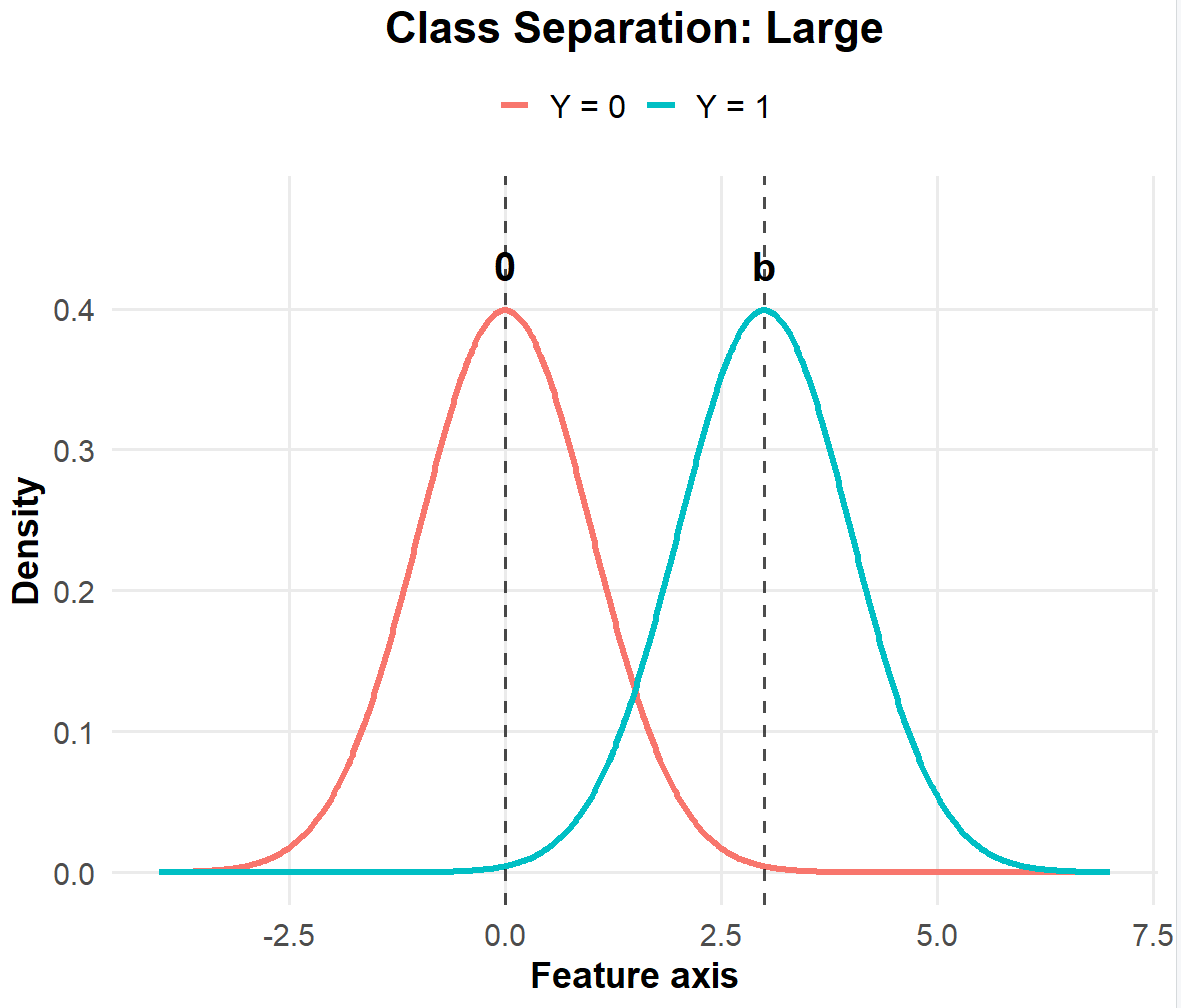 Class Separation: Large
Y = 0 Y = 1
0 b
0.4
0.3
0.2
0.1
0.0
Density
-2.5 0.0 2.5 5.0 7.5
Feature axis